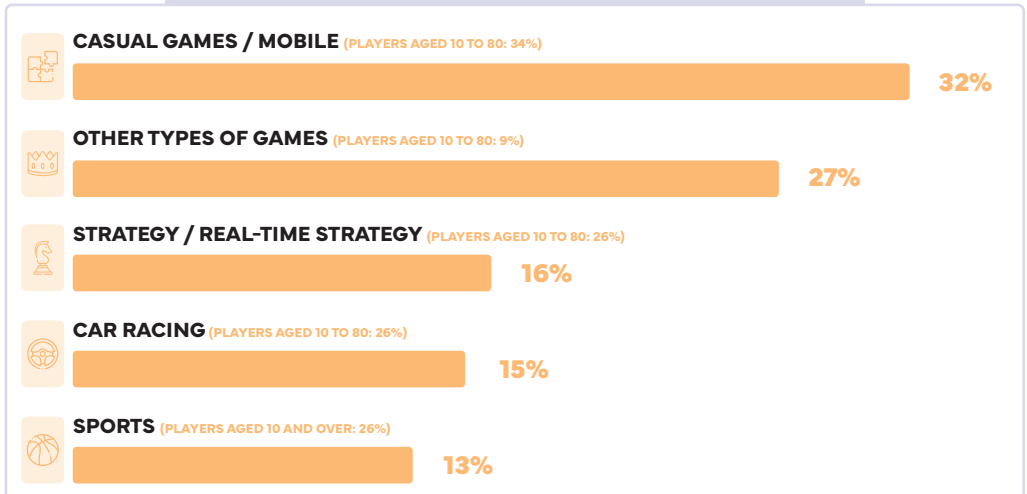 CASUAL GAMES / MOBILE (PLAYERS AGED 10 TO 80: 34%)
32%
OTHER TYPES OF GAMES (PLAYERS AGED 10 TO 80: 9%)
27%
STRATEGY / REAL-TIME STRATEGY (PLAYERS AGED 10 TO 80: 26%)
16%
CAR RACING (PLAYERS AGED 10 TO 80: 26%)
15%
SPORTS (PLAYERS AGED 10 AND OVER: 26%)
13%